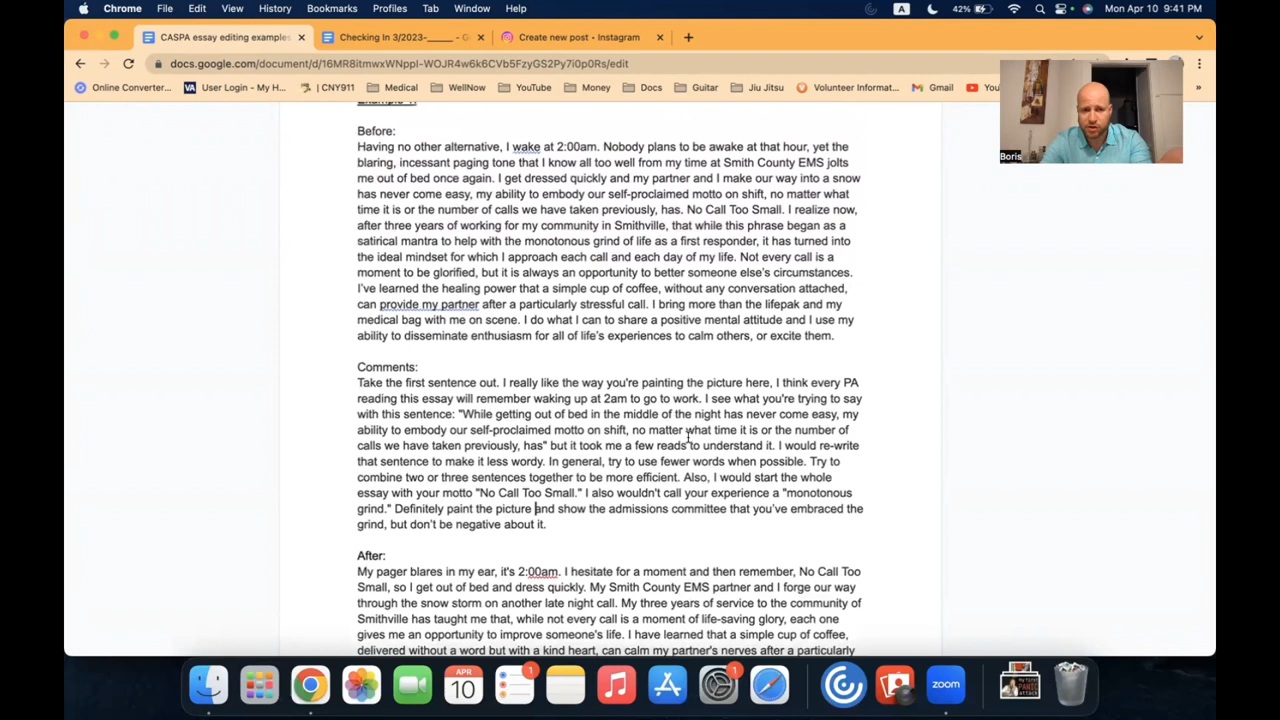 Chrome File Edit View History Bookmarks Profiles Tab Window Help A 42% Mon Apr 10 9:41 PM
CASPA essay editing examples Checking In 3/2023-______ - G Create new post • Instagram
docs.google.com/document/d/16MR8itmwxWNppI-WOJR4w6k6CVb5FzyGS2Py7i0p0Rs/edit
Online Converter... VA User Login - My H... | CNY911 Medical WellNow YouTube Money Docs Guitar Jiu Jitsu Volunteer Informat... Gmail You »
Boris
Before:
Having no other alternative, I wake at 2:00am. Nobody plans to be awake at that hour, yet the
blaring, incessant paging tone that I know all too well from my time at Smith County EMS jolts
me out of bed once again. I get dressed quickly and my partner and I make our way into a snow
has never come easy, my ability to embody our self-proclaimed motto on shift, no matter what
time it is or the number of calls we have taken previously, has. No Call Too Small. I realize now,
after three years of working for my community in Smithville, that while this phrase began as a
satirical mantra to help with the monotonous grind of life as a first responder, it has turned into
the ideal mindset for which I approach each call and each day of my life. Not every call is a
moment to be glorified, but it is always an opportunity to better someone else's circumstances.
I've learned the healing power that a simple cup of coffee, without any conversation attached,
can provide my partner after a particularly stressful call. I bring more than the lifepak and my
medical bag with me on scene. I do what I can to share a positive mental attitude and I use my
ability to disseminate enthusiasm for all of life's experiences to calm others, or excite them.
Comments:
Take the first sentence out. I really like the way you're painting the picture here, I think every PA
reading this essay will remember waking up at 2am to go to work. I see what you're trying to say
with this sentence: "While getting out of bed in the middle of the night has never come easy, my
ability to embody our self-proclaimed motto on shift, no matter what time it is or the number of
calls we have taken previously, has" but it took me a few reads to understand it. I would re-write
that sentence to make it less wordy. In general, try to use fewer words when possible. Try to
combine two or three sentences together to be more efficient. Also, I would start the whole
essay with your motto "No Call Too Small." I also wouldn't call your experience a "monotonous
grind." Definitely paint the picture and show the admissions committee that you've embraced the
grind, but don't be negative about it.
After:
My pager blares in my ear, it's 2:00am. I hesitate for a moment and then remember, No Call Too
Small, so I get out of bed and dress quickly. My Smith County EMS partner and I forge our way
through the snow storm on another late night call. My three years of service to the community of
Smithville has taught me that, while not every call is a moment of life-saving glory, each one
gives me an opportunity to improve someone's life. I have learned that a simple cup of coffee,
delivered without a word but with a kind heart, can calm my partner's nerves after a particularly
APR
10
1
1
zoom